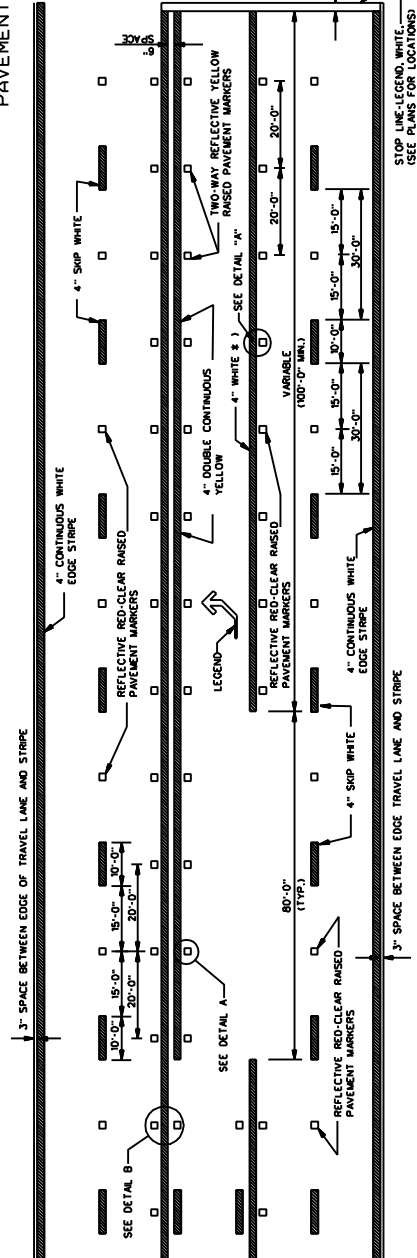 PAVEMENT
3" SPACE BETWEEN EDGE OF TRAVEL LANE AND STRIPE
4" CONTINUOUS WHITE
EDGE STRIPE
4" SKIP WHITE
6"
SPACE
REFLECTIVE RED-CLEAR RAISED
PAVEMENT MARKERS
TWO-WAY REFLECTIVE YELLOW
RAISED PAVEMENT MARKERS
10'-0"
15'-0"
15'-0"
10'-0"
20'-0"
20'-0"
SEE DETAIL B
SEE DETAIL A
LEGEND
4" DOUBLE CONTINUOUS
YELLOW
4" WHITE * )
SEE DETAIL "A"
20'-0"
20'-0"
REFLECTIVE RED-CLEAR RAISED
PAVEMENT MARKERS
80'-0"
(TYP.)
VARIABLE
(100'-0" MIN.)
15'-0"
15'-0"
10'-0"
15'-0"
15'-0"
30'-0"
30'-0"
REFLECTIVE RED-CLEAR RAISED
PAVEMENT MARKERS
4" SKIP WHITE
4" CONTINUOUS WHITE
EDGE STRIPE
3" SPACE BETWEEN EDGE TRAVEL LANE AND STRIPE
STOP LINE-LEGEND, WHITE,
(SEE PLANS FOR LOCATIONS)